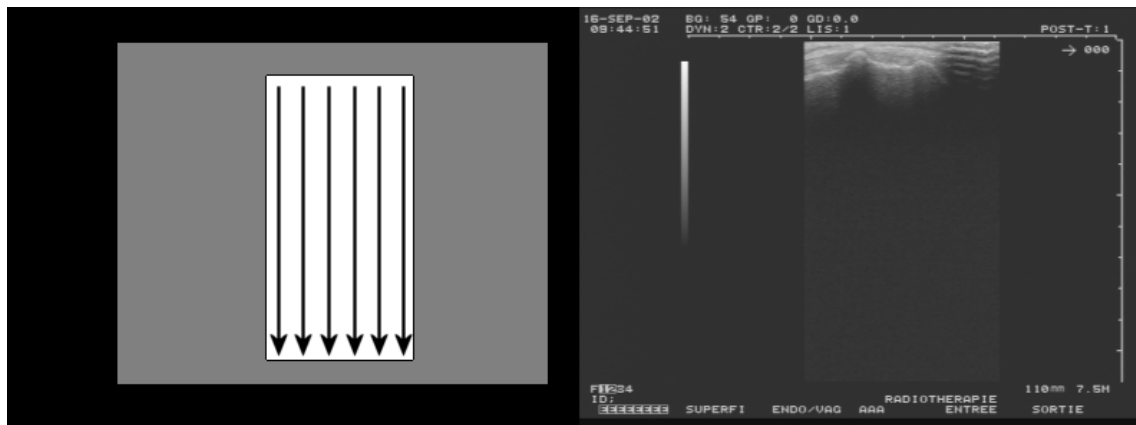 16-SEP-02 BG: 54 GP: 0 GD:0.0
09:44:51 DYN:2 CTR:2/2 LIS:1 POST-T:1
→ 000
F1234 110mm 7.5M
ID;
RADIOTHERAPIE
EEEEEEEE SUPERFI ENDO/VAG AAA ENTREE SORTIE